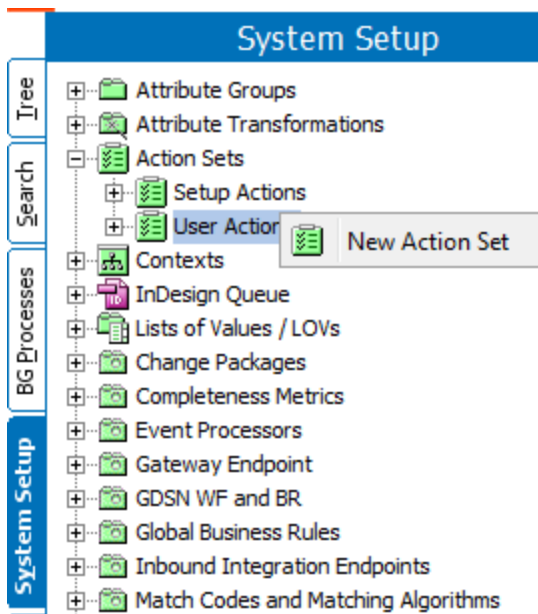 System Setup
Tree
Search
BG Processes
System Setup
Attribute Groups
Attribute Transformations
Action Sets
Setup Actions
User Action
New Action Set
Contexts
InDesign Queue
Lists of Values / LOVs
Change Packages
Completeness Metrics
Event Processors
Gateway Endpoint
GDSN WF and BR
Global Business Rules
Inbound Integration Endpoints
Match Codes and Matching Algorithms